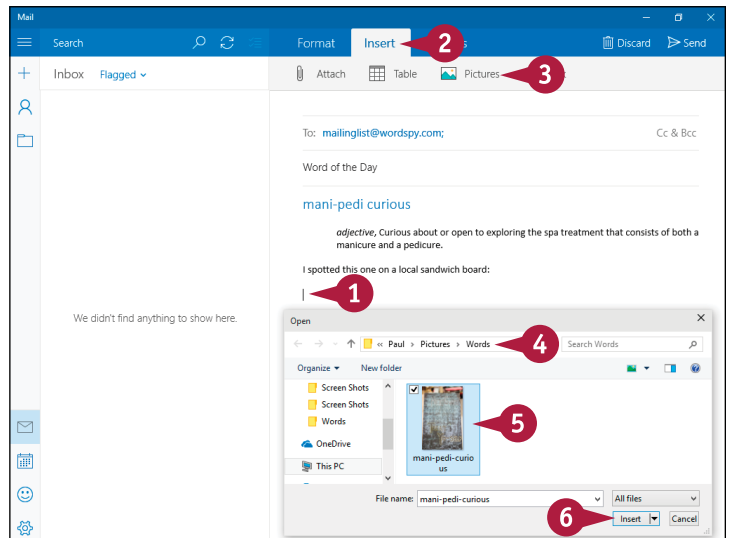 Mail
Search
Format Insert s
Discard Send
Inbox Flagged
Attach Table Pictures
To: mailinglist@wordspy.com; Cc & Bcc
Word of the Day
mani-pedi curious
adjective, Curious about or open to exploring the spa treatment that consists of both a
manicure and a pedicure.
I spotted this one on a local sandwich board:
We didn't find anything to show here.
1
2
3
Open
« Paul › Pictures › Words
4
Search Words
Organize New folder
Screen Shots
Screen Shots
Words
OneDrive
This PC
mani-pedi-curio
us
5
File name: mani-pedi-curious All files
6
Insert Cancel